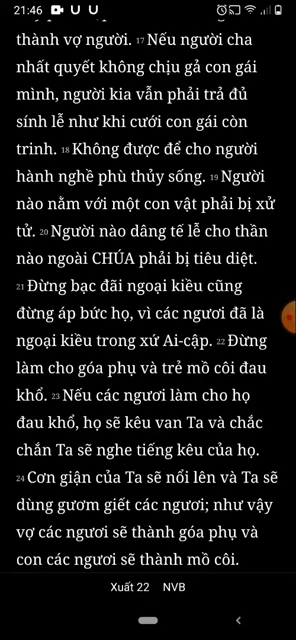 21:46
thành vợ người. 17 Nếu người cha
nhất quyết không chịu gả con gái
mình, người kia vẫn phải trả đủ
sính lễ như khi cưới con gái còn
trinh. 18 Không được để cho người
hành nghề phù thủy sống. 19 Người
nào nằm với một con vật phải bị xử
tử. 20 Người nào dâng tế lễ cho thần
nào ngoài CHÚA phải bị tiêu diệt.
21 Đừng bạc đãi ngoại kiều cũng
đừng áp bức họ, vì các ngươi đã là
ngoại kiều trong xứ Ai-cập. 22 Đừng
làm cho góa phụ và trẻ mồ côi đau
khổ. 23 Nếu các ngươi làm cho họ
đau khổ, họ sẽ kêu van Ta và chắc
chắn Ta sẽ nghe tiếng kêu của họ.
24 Cơn giận của Ta sẽ nổi lên và Ta sẽ
dùng gươm giết các ngươi; như vậy
vợ các ngươi sẽ thành góa phụ và
con các ngươi sẽ thành mồ côi.
Xuất 22 NVB